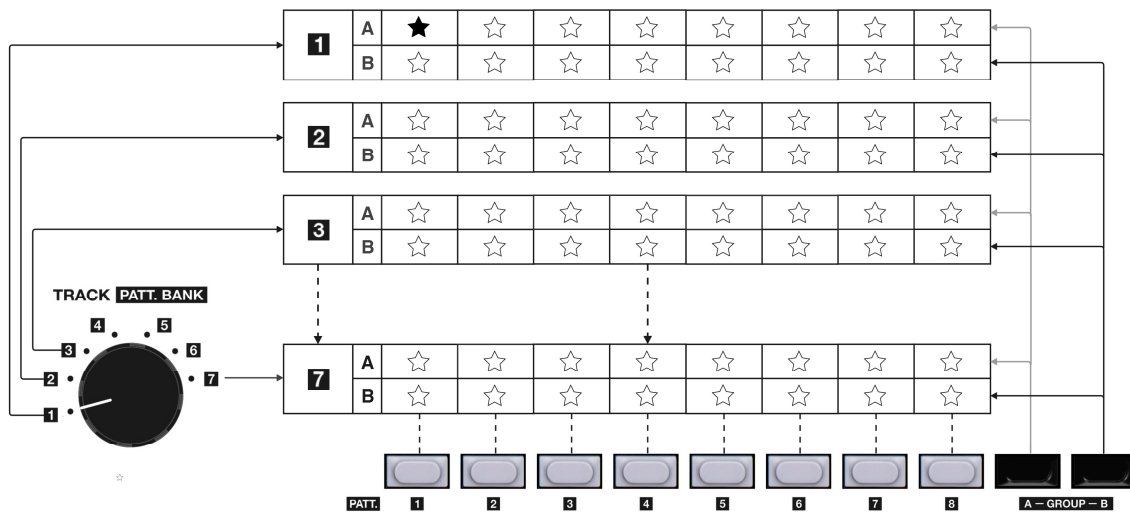 1 A
B
2 A
B
3 A
B
TRACK PATT. BANK
4 5
3 6
2 7
1
7 A
B
PATT. 1 2 3 4 5 6 7 8 A — GROUP — B